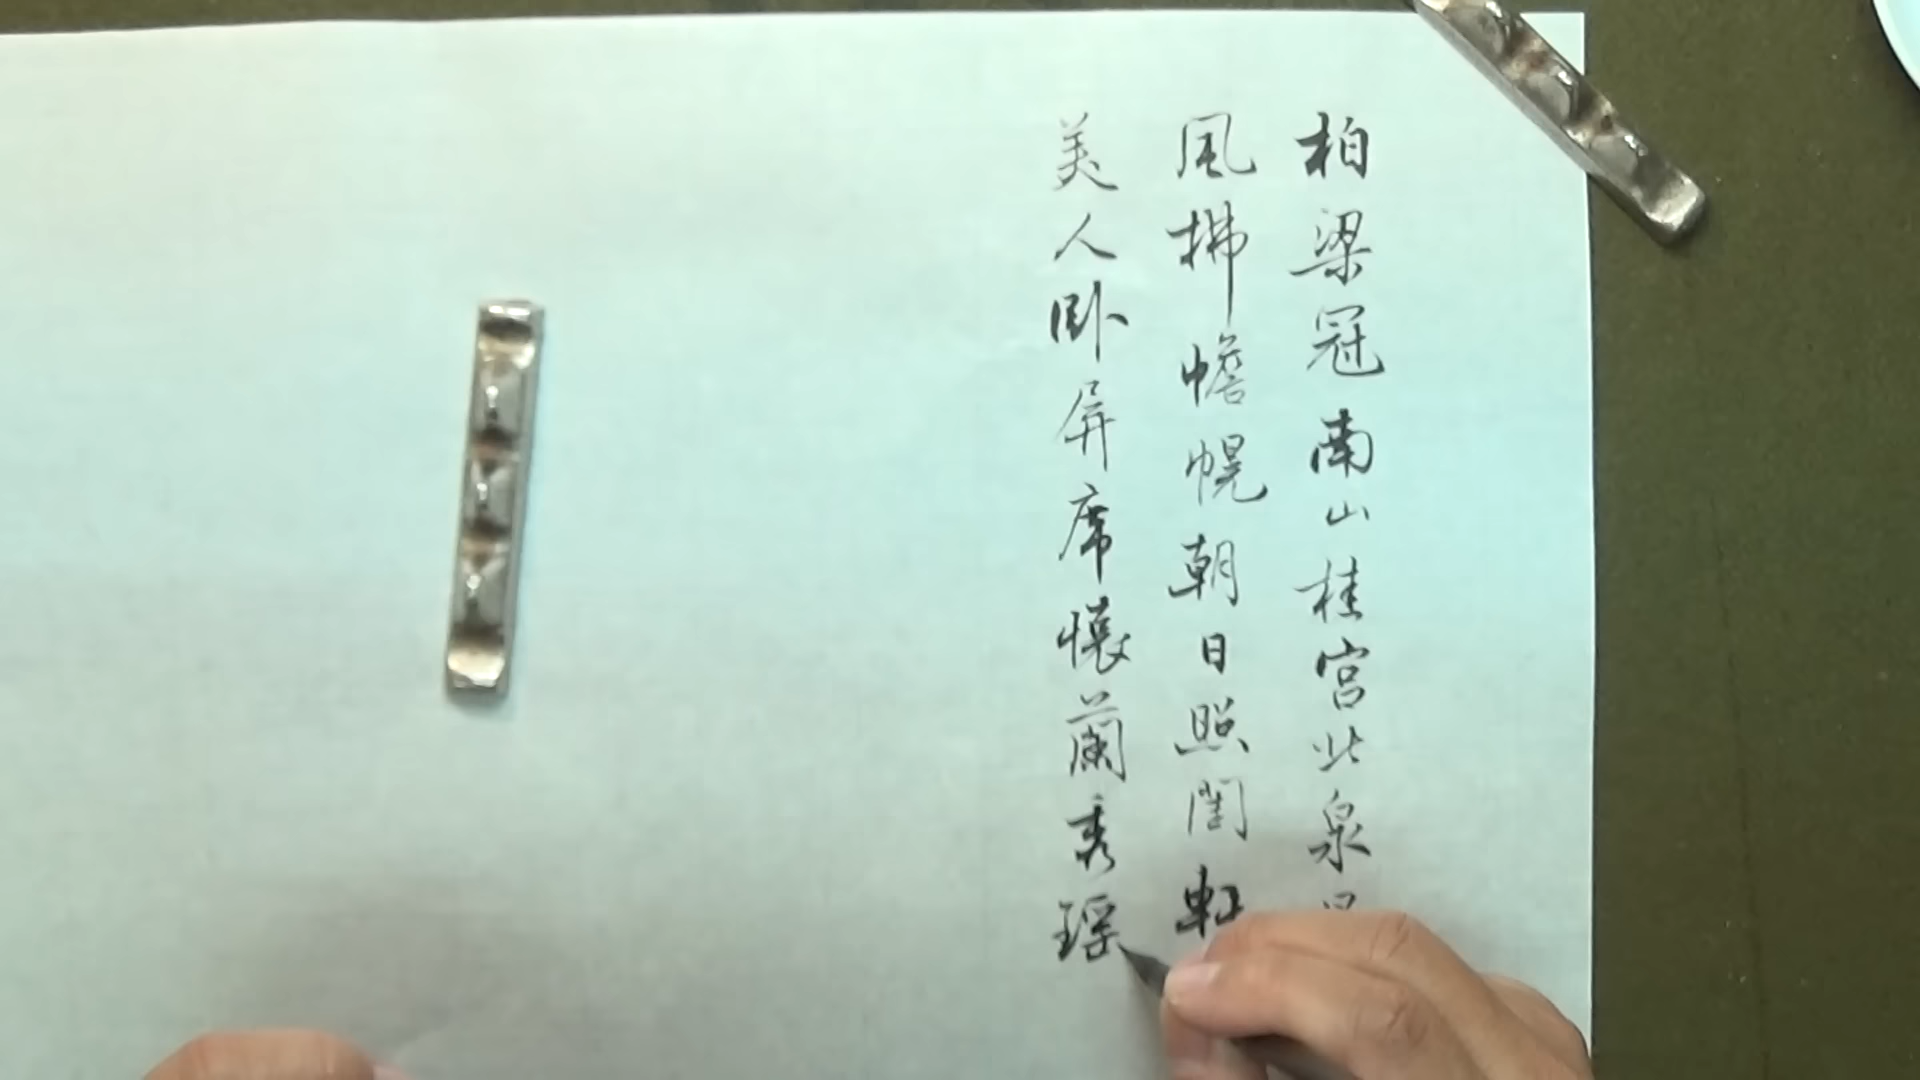 柏梁冠南山桂宮北泉
風拂幨幌朝日照閨軒
美人卧屏席懷蘭秀瑶